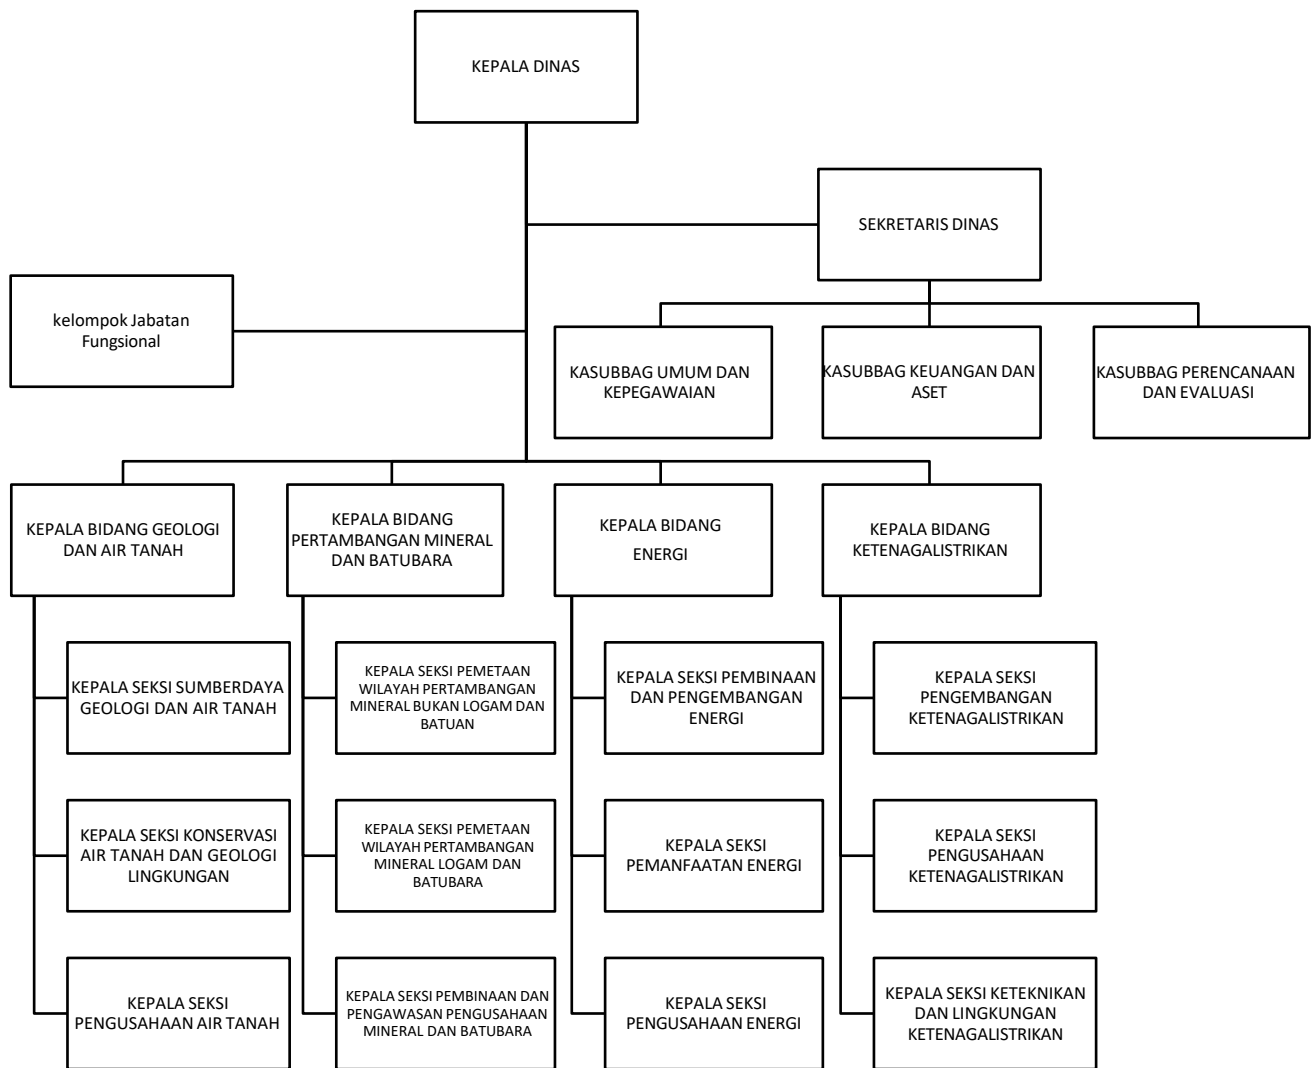 KEPALA DINAS
SEKRETARIS DINAS
kelompok Jabatan
Fungsional
KASUBBAG UMUM DAN
KEPEGAWAIAN
KASUBBAG KEUANGAN DAN
ASET
KASUBBAG PERENCANAAN
DAN EVALUASI
KEPALA BIDANG GEOLOGI
DAN AIR TANAH
KEPALA BIDANG
PERTAMBANGAN MINERAL
DAN BATUBARA
KEPALA BIDANG
ENERGI
KEPALA BIDANG
KETENAGALISTRIKAN
KEPALA SEKSI SUMBERDAYA
GEOLOGI DAN AIR TANAH
KEPALA SEKSI PEMETAAN
WILAYAH PERTAMBANGAN
MINERAL BUKAN LOGAM DAN
BATUAN
KEPALA SEKSI PEMBINAAN
DAN PENGEMBANGAN
ENERGI
KEPALA SEKSI
PENGEMBANGAN
KETENAGALISTRIKAN
KEPALA SEKSI KONSERVASI
AIR TANAH DAN GEOLOGI
LINGKUNGAN
KEPALA SEKSI PEMETAAN
WILAYAH PERTAMBANGAN
MINERAL LOGAM DAN
BATUBARA
KEPALA SEKSI
PEMANFAATAN ENERGI
KEPALA SEKSI
PENGUSAHAAN
KETENAGALISTRIKAN
KEPALA SEKSI
PENGUSAHAAN AIR TANAH
KEPALA SEKSI PEMBINAAN DAN
PENGAWASAN PENGUSAHAAN
MINERAL DAN BATUBARA
KEPALA SEKSI
PENGUSAHAAN ENERGI
KEPALA SEKSI KETEKNIKAN
DAN LINGKUNGAN
KETENAGALISTRIKAN